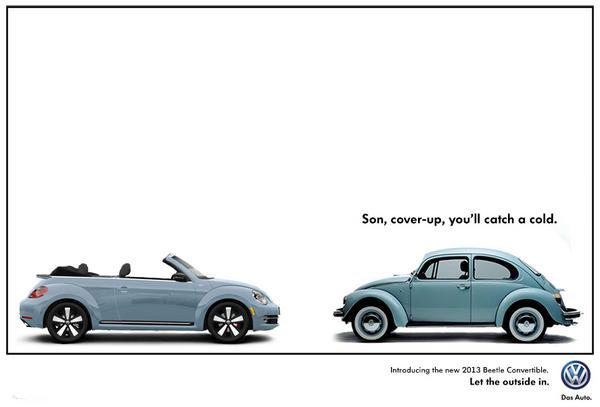 Son, cover-up, you'll catch a cold.
Introducing the new 2013 Beetle Convertible.
Let the outside in.
Das Auto.